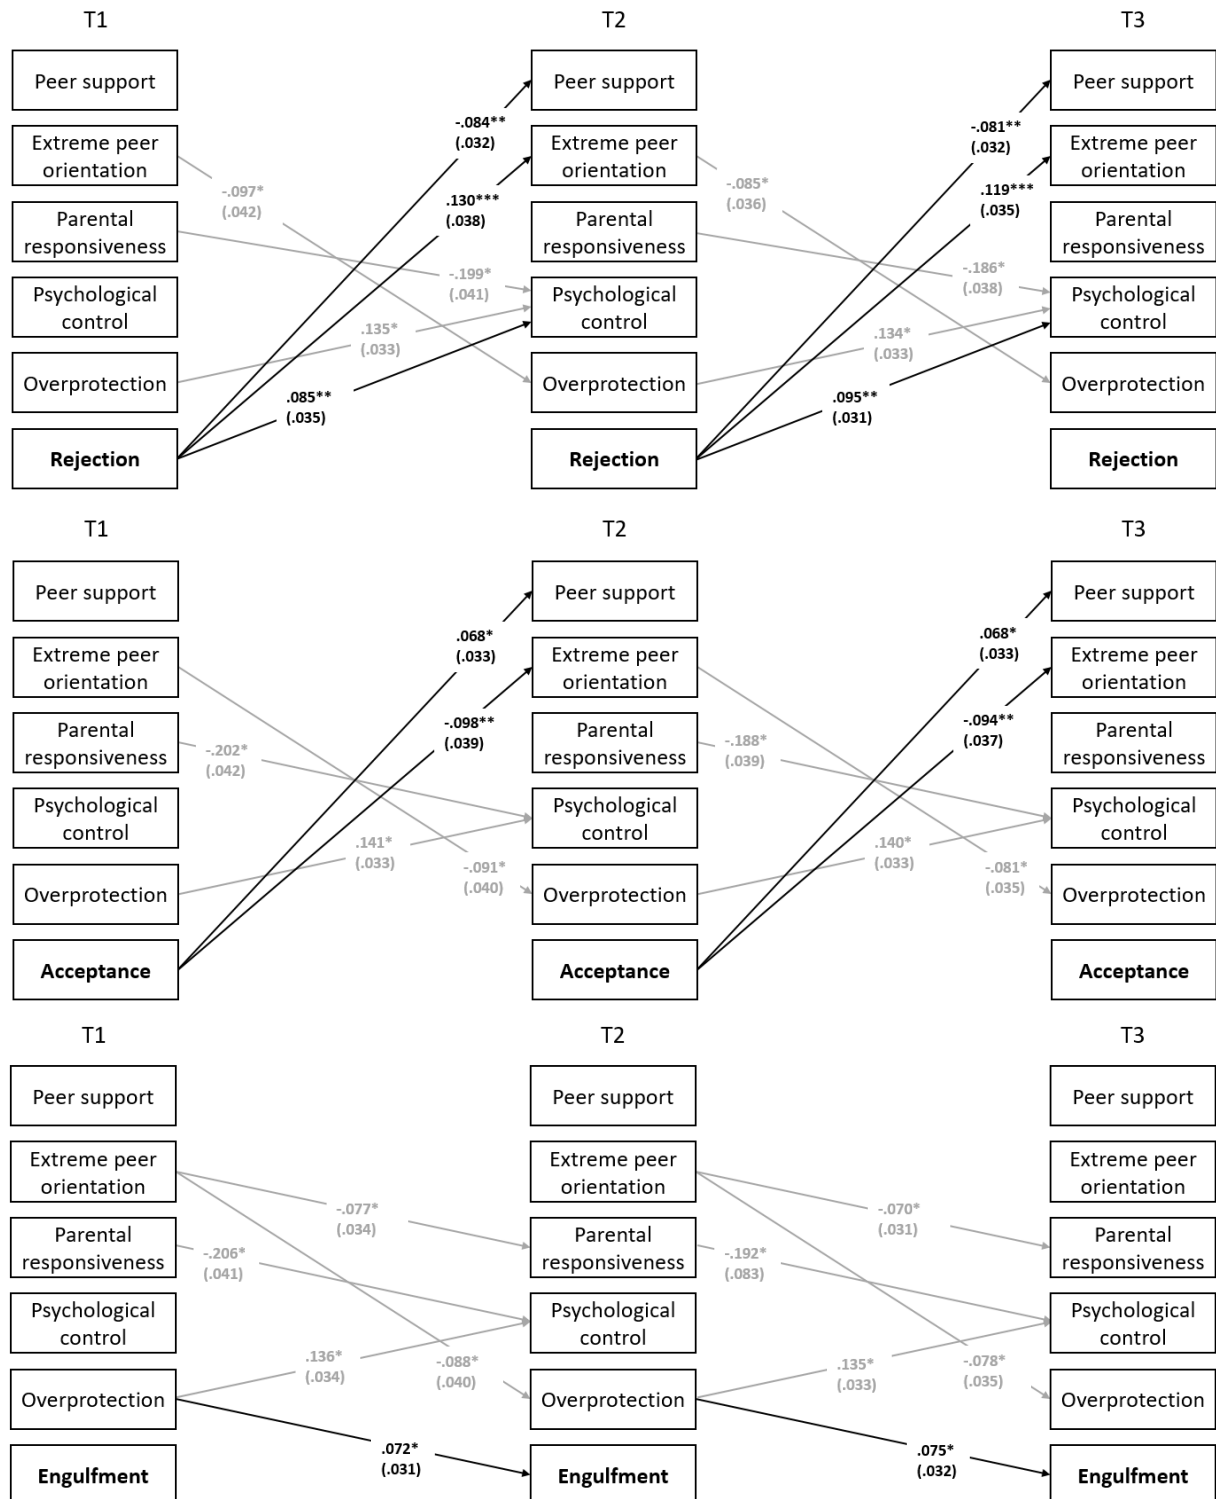 T1
T2
T3
Peer support
Peer support
Peer support
-.084**
(.032)
-.081**
(.032)
Extreme peer
orientation
Extreme peer
orientation
Extreme peer
orientation
-.097*
(.042)
.130***
(.038)
-.085*
(.036)
.119***
(.035)
Parental
responsiveness
Parental
responsiveness
Parental
responsiveness
-.199*
(.041)
-.186*
(.038)
Psychological
control
Psychological
control
Psychological
control
.135*
(.033)
.134*
(.033)
Overprotection
Overprotection
Overprotection
.085**
(.035)
.095**
(.031)
Rejection
Rejection
Rejection
T1
T2
T3
Peer support
Peer support
Peer support
.068*
(.033)
.068*
(.033)
Extreme peer
orientation
Extreme peer
orientation
Extreme peer
orientation
-.098**
(.039)
-.094**
(.037)
Parental
responsiveness
Parental
responsiveness
Parental
responsiveness
-.202*
(.042)
-.188*
(.039)
Psychological
control
Psychological
control
Psychological
control
.141*
(.033)
.140*
(.033)
-.091*
(.040)
-.081*
(.035)
Overprotection
Overprotection
Overprotection
Acceptance
Acceptance
Acceptance
T1
T2
T3
Peer support
Peer support
Peer support
Extreme peer
orientation
Extreme peer
orientation
Extreme peer
orientation
-.077*
(.034)
-.070*
(.031)
Parental
responsiveness
Parental
responsiveness
Parental
responsiveness
-.206*
(.041)
-.192*
(.083)
Psychological
control
Psychological
control
Psychological
control
.136*
(.034)
-.088*
(.040)
.135*
(.033)
-.078*
(.035)
Overprotection
Overprotection
Overprotection
.072*
(.031)
.075*
(.032)
Engulfment
Engulfment
Engulfment